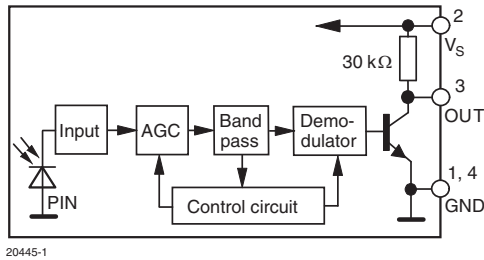 2
V_S
30 kΩ
3
OUT
Input
AGC
Band
pass
Demo-
dulator
1, 4
GND
PIN
Control circuit
20445-1